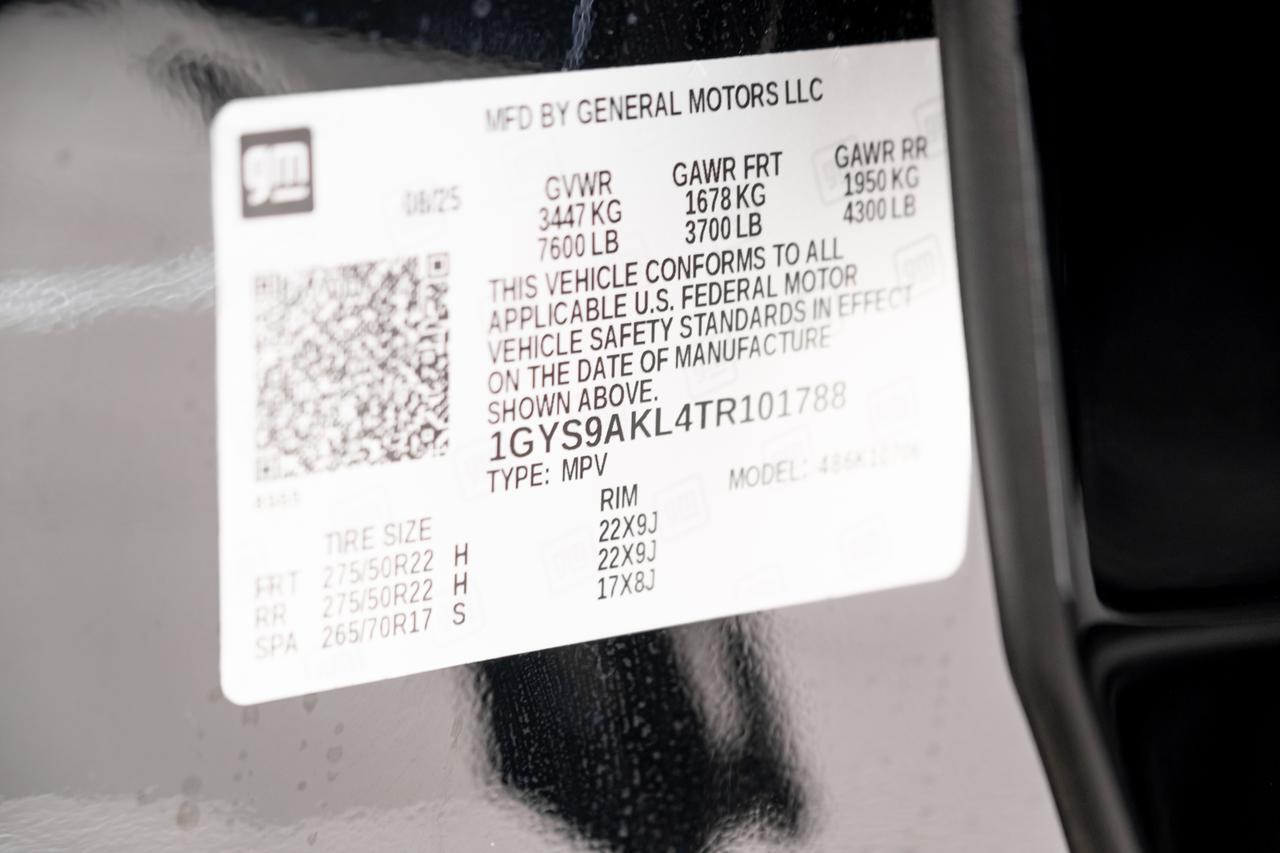 MFD BY GENERAL MOTORS LLC
gm
08/25
GVWR GAWR FRT GAWR RR
3447 KG 1678 KG 1950 KG
7600 LB 3700 LB 4300 LB
THIS VEHICLE CONFORMS TO ALL
APPLICABLE U.S. FEDERAL MOTOR
VEHICLE SAFETY STANDARDS IN EFFECT
ON THE DATE OF MANUFACTURE
SHOWN ABOVE.
1GYS9AKL4TR101788
TYPE: MPV MODEL:
TIRE SIZE RIM
FRT 275/50R22 H 22X9J
RR 275/50R22 H 22X9J
SPA 265/70R17 S 17X8J